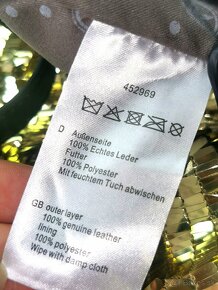 452969
D Außenseite
100% Echtes Leder
Futter
100% Polyester
Mit feuchtem Tuch abwischen
GB outer layer
100% genuine leather
lining
100% polyester
Wipe with damp cloth